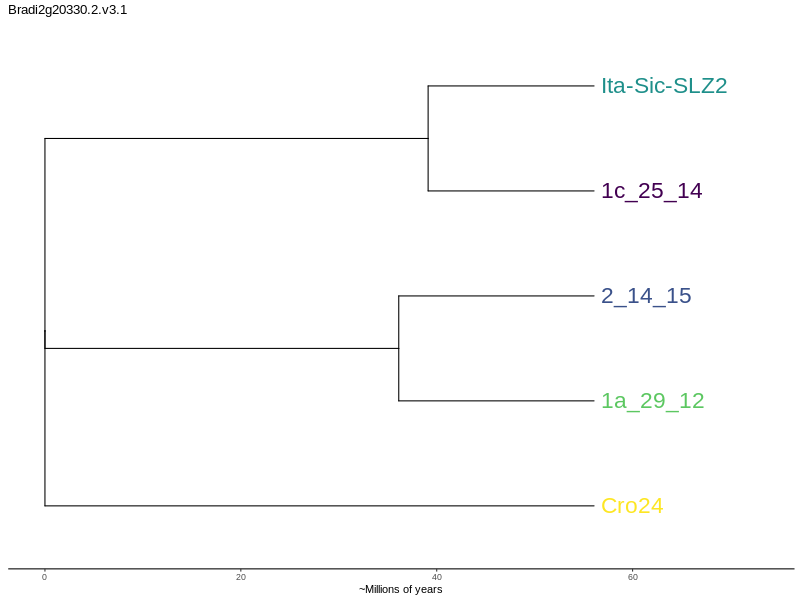 Bradi2g20330.2.v3.1
Ita-Sic-SLZ2
1c_25_14
2_14_15
1a_29_12
Cro24
0 20 40 60
~Millions of years